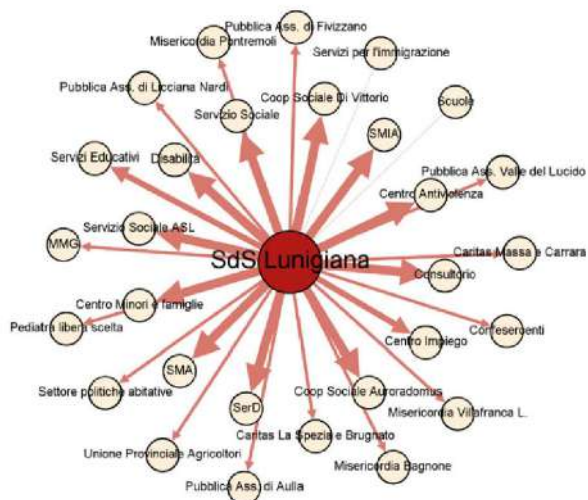 Pubblica Ass. di Fivizzano
Misericordia Pontremoli
Servizi per l'immigrazione
Pubblica Ass. di Licciana Nardi
Coop Sociale Di Vittorio
Scuole
Servizio Sociale
SMIA
Servizi Educativi
Disabilità
Pubblica Ass. Valle del Lucido
Centro Antiviolenza
Servizio Sociale ASL
MMG
Caritas Massa e Carrara
SdS Lunigiana
Consultorio
Centro Minori e famiglie
Pediatra libera scelta
Confesercenti
Centro Impiego
SMA
Settore politiche abitative
Coop Sociale Auroradomus
SerD
Misericordia Villafranca L.
Caritas La Spezia e Brugnato
Unione Provinciale Agricoltori
Misericordia Bagnone
Pubblica Ass. di Aulla